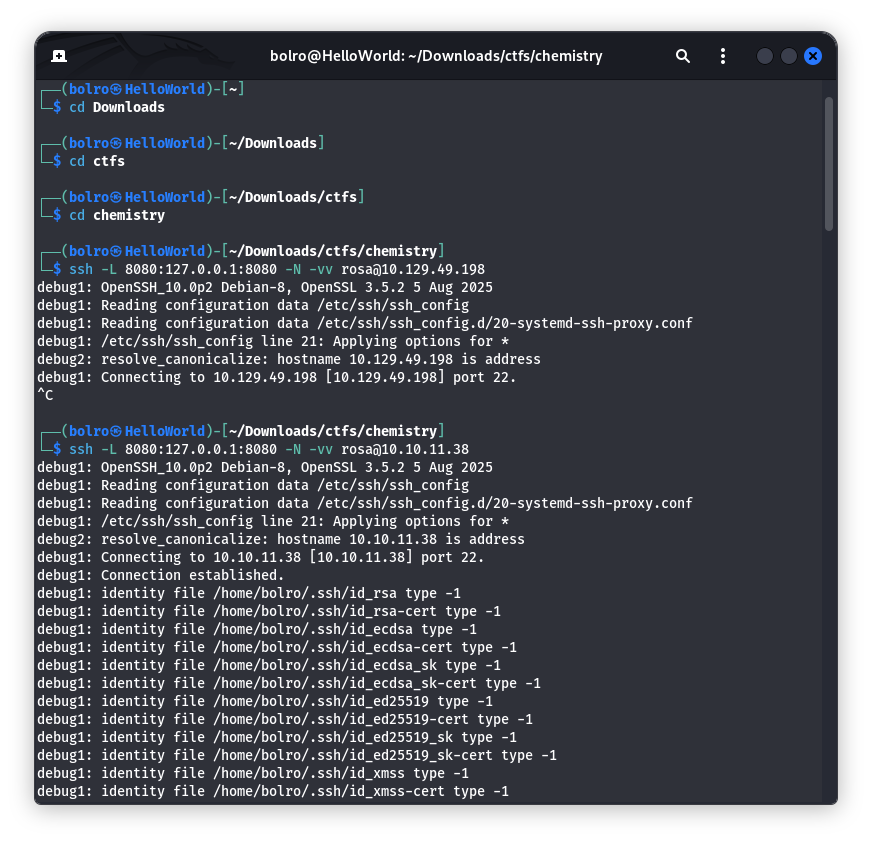 bolro@HelloWorld: ~/Downloads/ctfs/chemistry
┌──(bolro㉿HelloWorld)-[~]
└─$ cd Downloads
┌──(bolro㉿HelloWorld)-[~/Downloads]
└─$ cd ctfs
┌──(bolro㉿HelloWorld)-[~/Downloads/ctfs]
└─$ cd chemistry
┌──(bolro㉿HelloWorld)-[~/Downloads/ctfs/chemistry]
└─$ ssh -L 8080:127.0.0.1:8080 -N -vv rosa@10.129.49.198
debug1: OpenSSH_10.0p2 Debian-8, OpenSSL 3.5.2 5 Aug 2025
debug1: Reading configuration data /etc/ssh/ssh_config
debug1: Reading configuration data /etc/ssh/ssh_config.d/20-systemd-ssh-proxy.conf
debug1: /etc/ssh/ssh_config line 21: Applying options for *
debug2: resolve_canonicalize: hostname 10.129.49.198 is address
debug1: Connecting to 10.129.49.198 [10.129.49.198] port 22.
^C
┌──(bolro㉿HelloWorld)-[~/Downloads/ctfs/chemistry]
└─$ ssh -L 8080:127.0.0.1:8080 -N -vv rosa@10.10.11.38
debug1: OpenSSH_10.0p2 Debian-8, OpenSSL 3.5.2 5 Aug 2025
debug1: Reading configuration data /etc/ssh/ssh_config
debug1: Reading configuration data /etc/ssh/ssh_config.d/20-systemd-ssh-proxy.conf
debug1: /etc/ssh/ssh_config line 21: Applying options for *
debug2: resolve_canonicalize: hostname 10.10.11.38 is address
debug1: Connecting to 10.10.11.38 [10.10.11.38] port 22.
debug1: Connection established.
debug1: identity file /home/bolro/.ssh/id_rsa type -1
debug1: identity file /home/bolro/.ssh/id_rsa-cert type -1
debug1: identity file /home/bolro/.ssh/id_ecdsa type -1
debug1: identity file /home/bolro/.ssh/id_ecdsa-cert type -1
debug1: identity file /home/bolro/.ssh/id_ecdsa_sk type -1
debug1: identity file /home/bolro/.ssh/id_ecdsa_sk-cert type -1
debug1: identity file /home/bolro/.ssh/id_ed25519 type -1
debug1: identity file /home/bolro/.ssh/id_ed25519-cert type -1
debug1: identity file /home/bolro/.ssh/id_ed25519_sk type -1
debug1: identity file /home/bolro/.ssh/id_ed25519_sk-cert type -1
debug1: identity file /home/bolro/.ssh/id_xmss type -1
debug1: identity file /home/bolro/.ssh/id_xmss-cert type -1